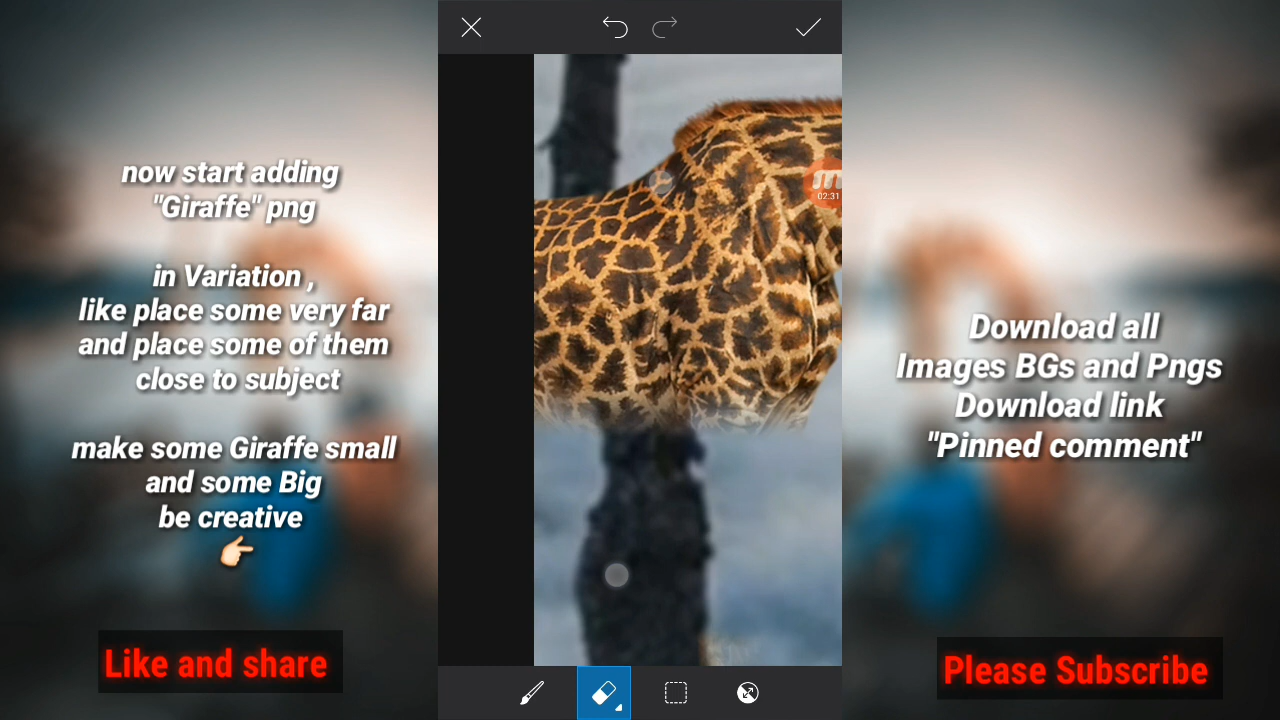 now start adding
"Giraffe" png
in Variation ,
like place some very far
and place some of them
close to subject
make some Giraffe small
and some Big
be creative
Like and share
02:31
Download all
Images BGs and Pngs
Download link
"Pinned comment"
Please Subscribe